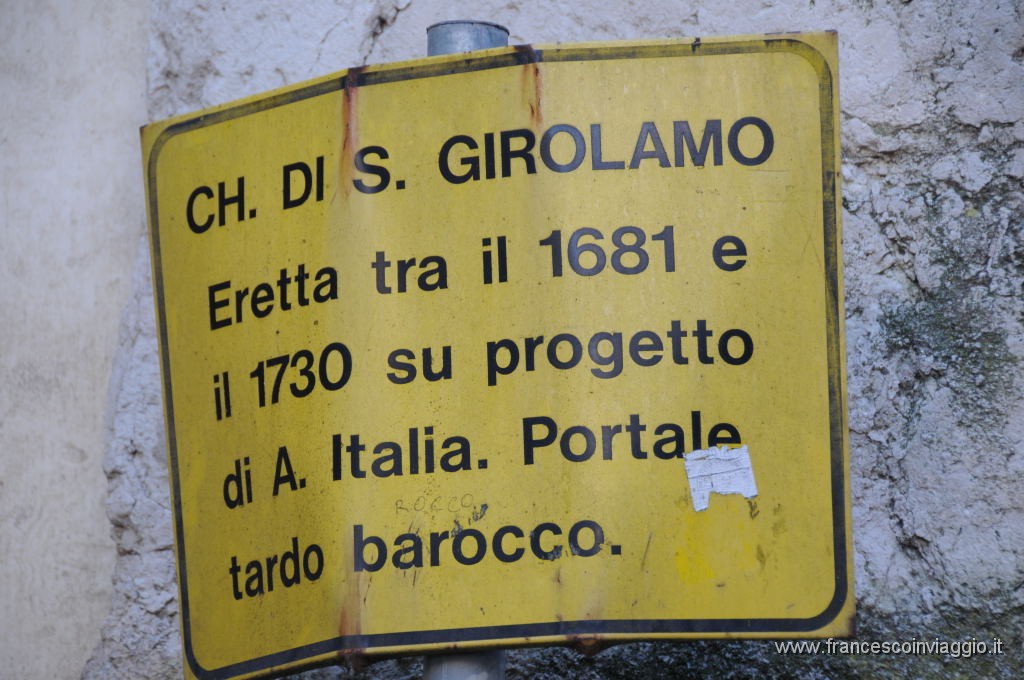 CH. DI S. GIROLAMO
Eretta tra il 1681 e
il 1730 su progetto
di A. Italia. Portale
ROCCO
tardo barocco.
www.francescoinviaggio.it